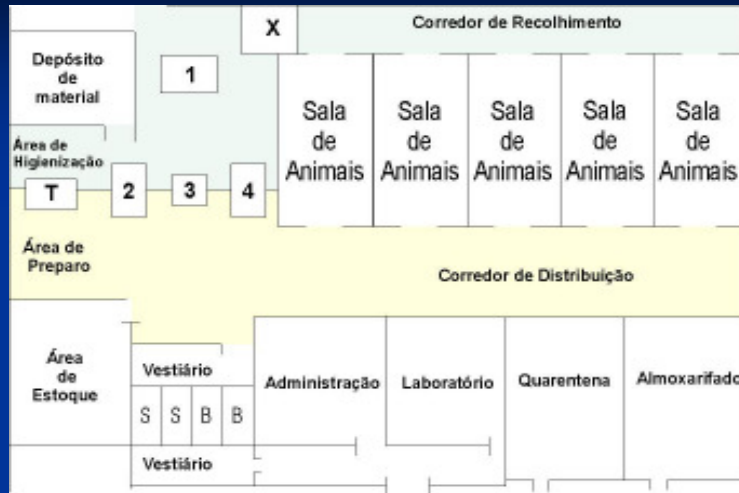 X
Corredor de Recolhimento
Depósito
de
material
1
Sala
de
Animais
Sala
de
Animais
Sala
de
Animais
Sala
de
Animais
Sala
de
Animais
Área de
Higienização
T
2
3
4
Área de
Preparo
Corredor de Distribuição
Área
de
Estoque
Vestiário
S
S
B
B
Vestiário
Administração
Laboratório
Quarentena
Almoxarifado